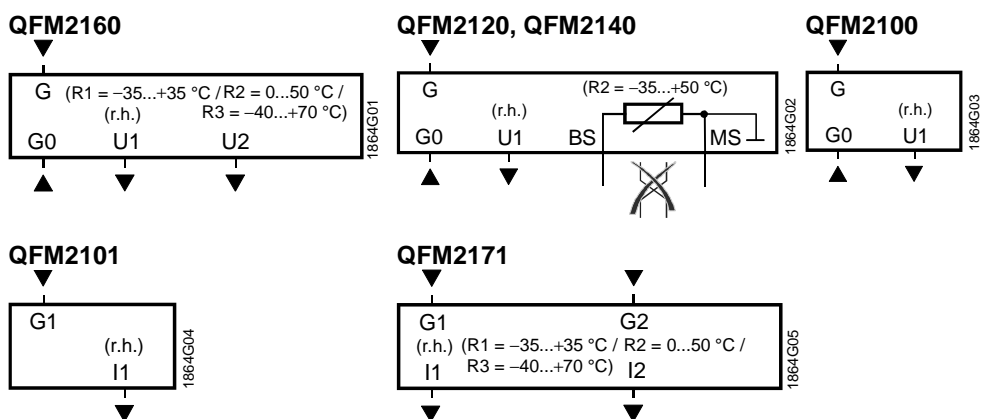 QFM2160
G (R1 = −35...+35 °C / R2 = 0...50 °C /
R3 = −40...+70 °C)
(r.h.)
G0 U1 U2
1864G01
QFM2120, QFM2140
G (R2 = −35...+50 °C)
(r.h.)
G0 U1 BS MS
1864G02
QFM2100
G
(r.h.)
G0 U1
1864G03
QFM2101
G1
(r.h.)
I1
1864G04
QFM2171
G1 G2
(r.h.) (R1 = −35...+35 °C / R2 = 0...50 °C /
R3 = −40...+70 °C)
I1 I2
1864G05